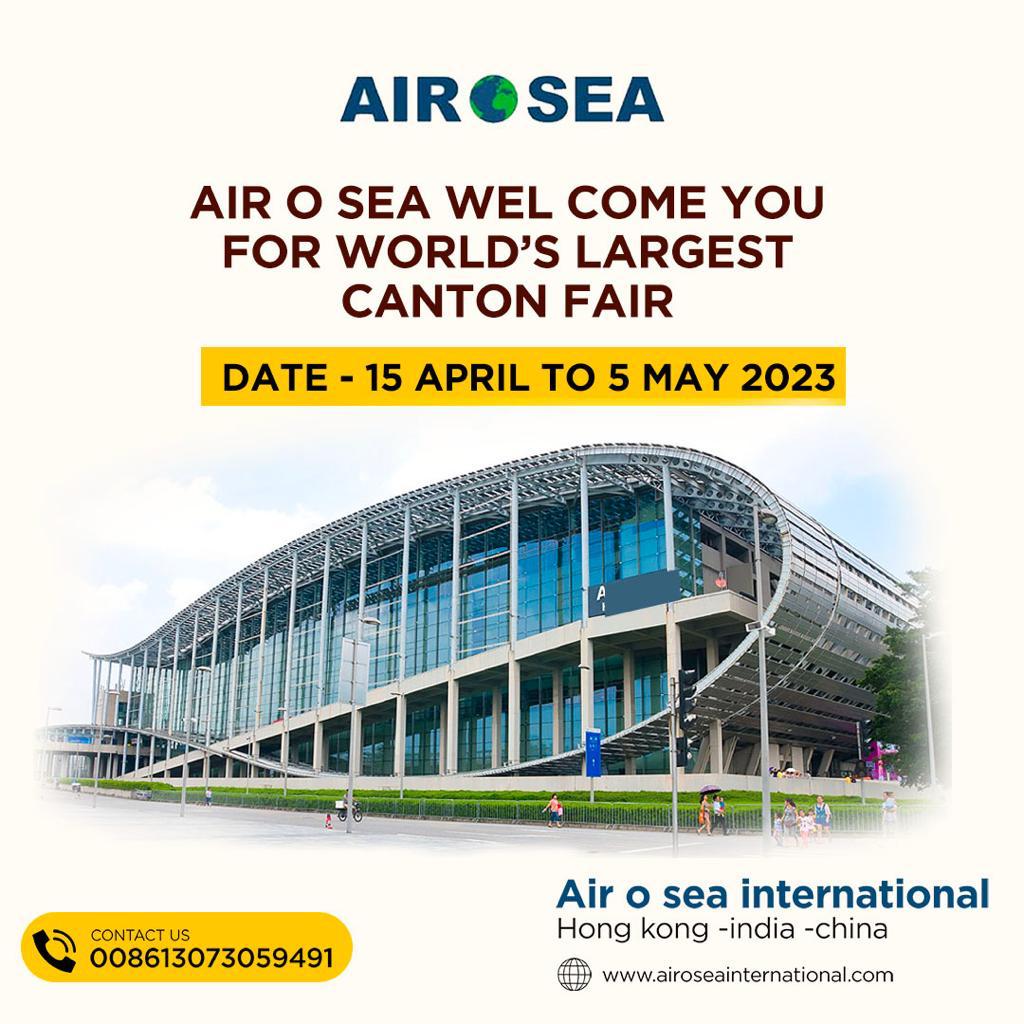 AIR SEA
AIR O SEA WEL COME YOU
FOR WORLD'S LARGEST
CANTON FAIR
DATE - 15 APRIL TO 5 MAY 2023
A
Air o sea international
Hong kong -india -china
CONTACT US
008613073059491
www.airoseainternational.com